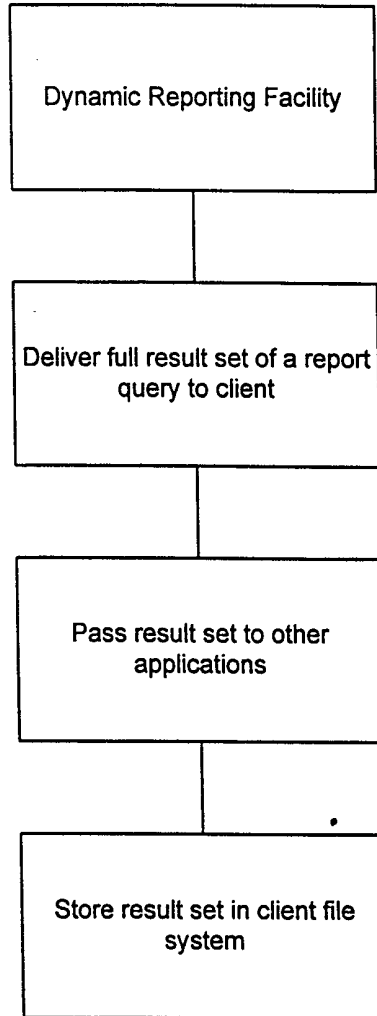 Dynamic Reporting Facility
Deliver full result set of a report
query to client
Pass result set to other
applications
Store result set in client file
system